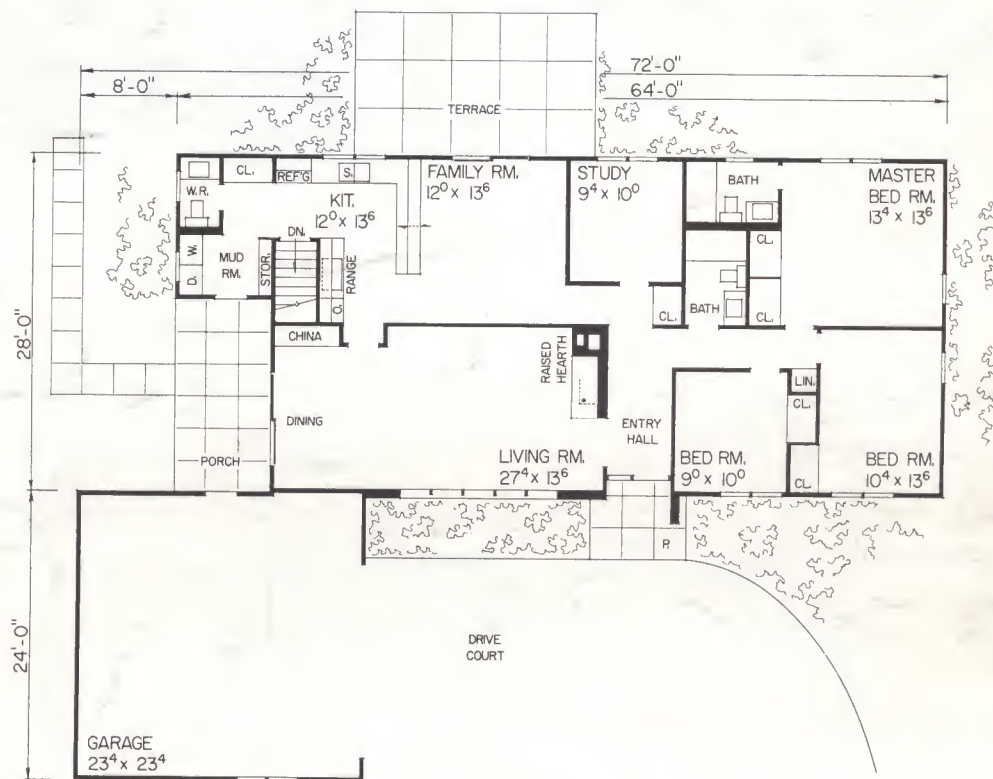 72'-0"
8'-0"
64'-0"
TERRACE
W.R.
CL.
REF'G
S.
KIT.
12⁰ x 13⁶
FAMILY RM.
12⁰ x 13⁶
STUDY
9⁴ x 10⁰
BATH
MASTER
BED RM.
13⁴ x 13⁶
DN.
W.
D.
MUD
RM.
STOR.
RANGE
O.
CL.
BATH
CL.
CL.
28'-0"
CHINA
RAISED
HEARTH
LIN.
CL.
DINING
ENTRY
HALL
PORCH
LIVING RM.
27⁴ x 13⁶
BED RM.
9⁰ x 10⁰
CL.
BED RM.
10⁴ x 13⁶
P.
24'-0"
DRIVE
COURT
GARAGE
23⁴ x 23⁴